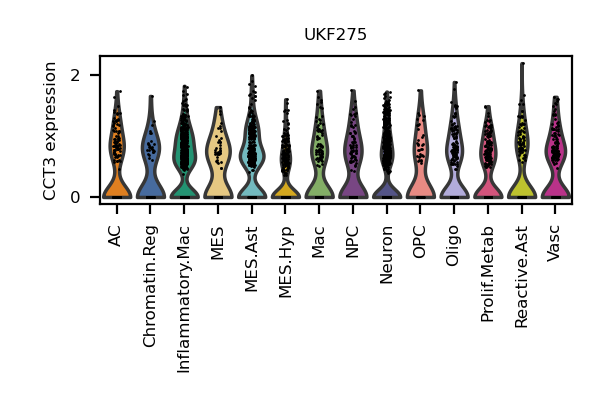 UKF275
CCT3 expression
2
0
AC
Chromatin.Reg
Inflammatory.Mac
MES
MES.Ast
MES.Hyp
Mac
NPC
Neuron
OPC
Oligo
Prolif.Metab
Reactive.Ast
Vasc